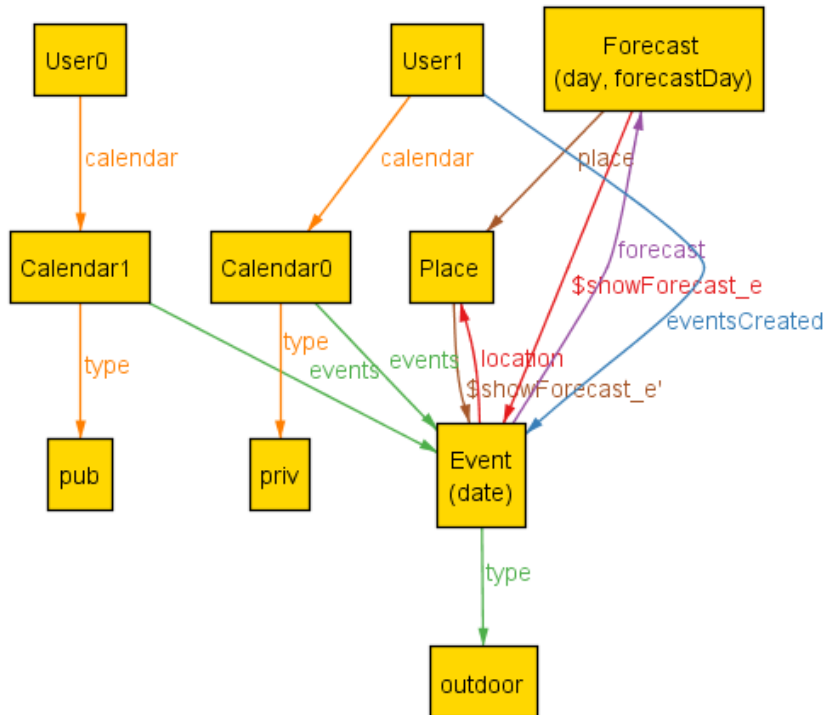 User0
User1
Forecast
(day, forecastDay)
calendar
calendar
place
Calendar1
Calendar0
Place
forecast
$showForecast_e
eventsCreated
type
type
events
events
location
$showForecast_e'
pub
priv
Event
(date)
type
outdoor